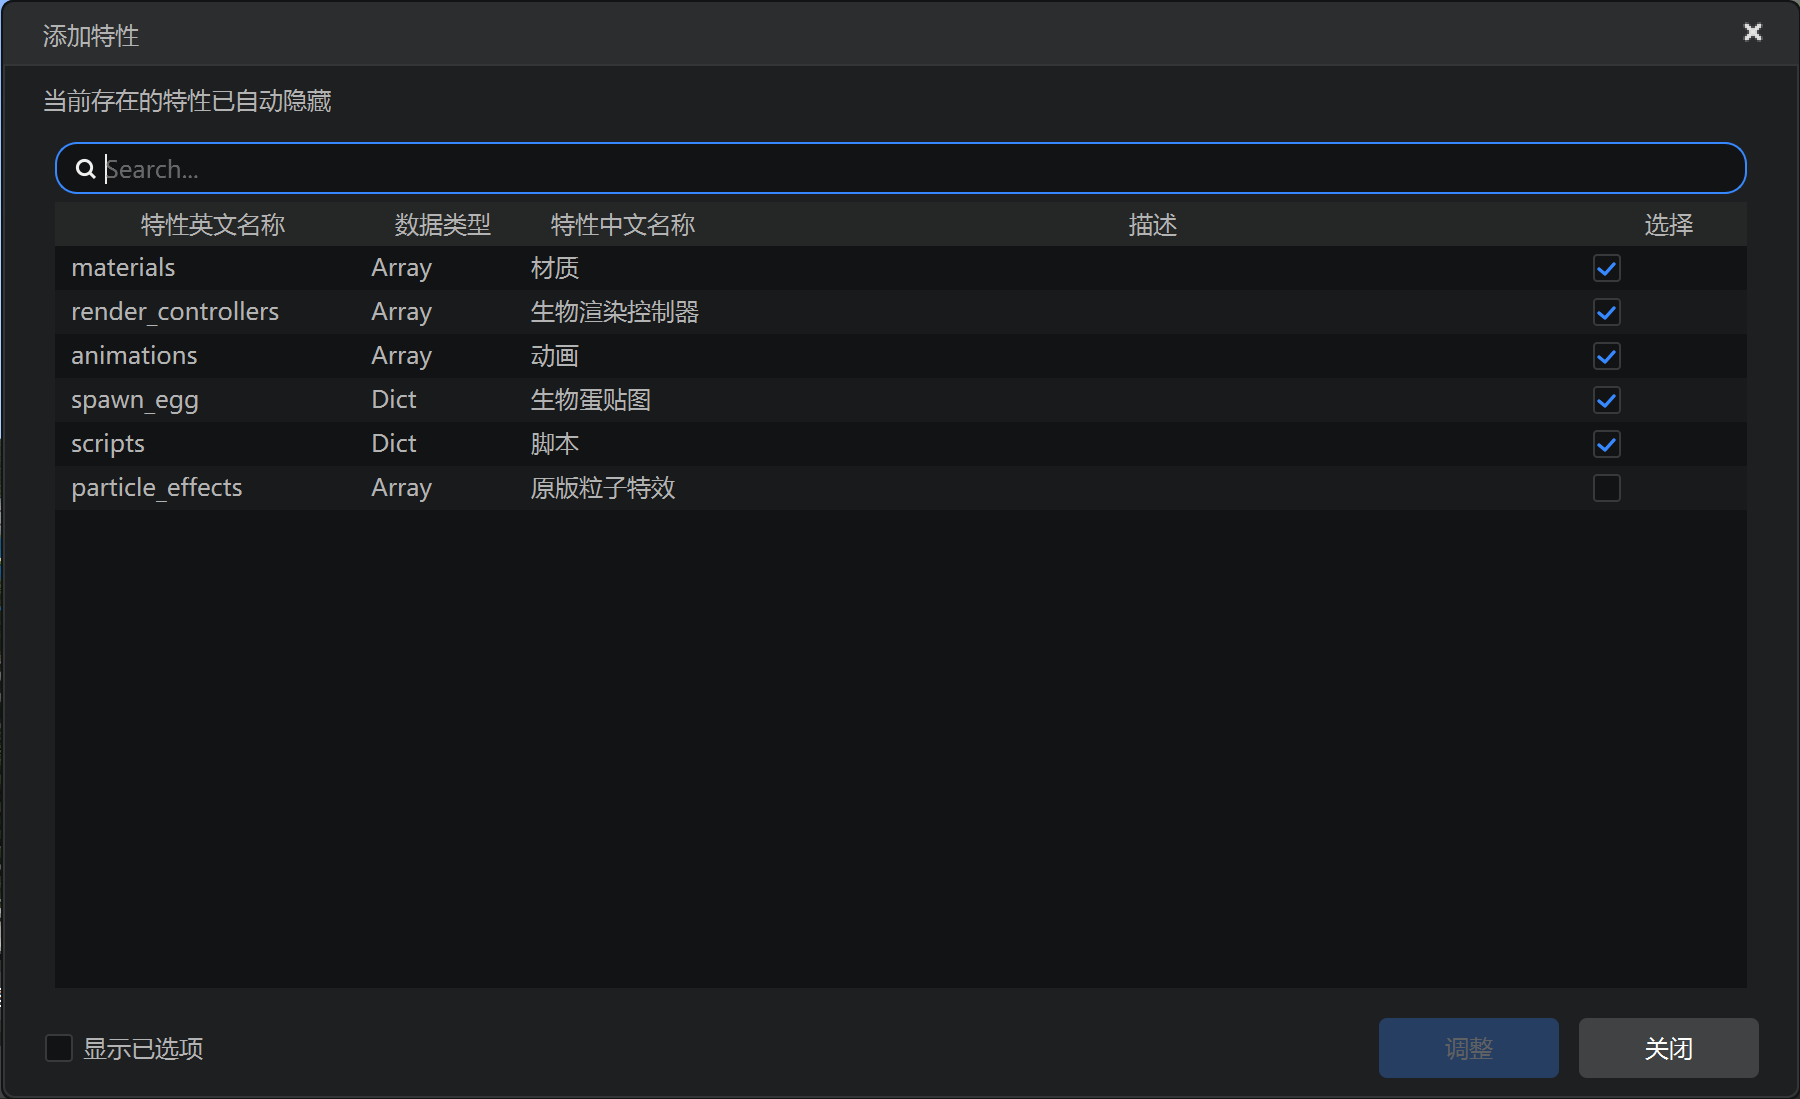 添加特性
当前存在的特性已自动隐藏
Search...
特性英文名称 数据类型 特性中文名称 描述 选择
materials Array 材质
render_controllers Array 生物渲染控制器
animations Array 动画
spawn_egg Dict 生物蛋贴图
scripts Dict 脚本
particle_effects Array 原版粒子特效
显示已选项 调整 关闭